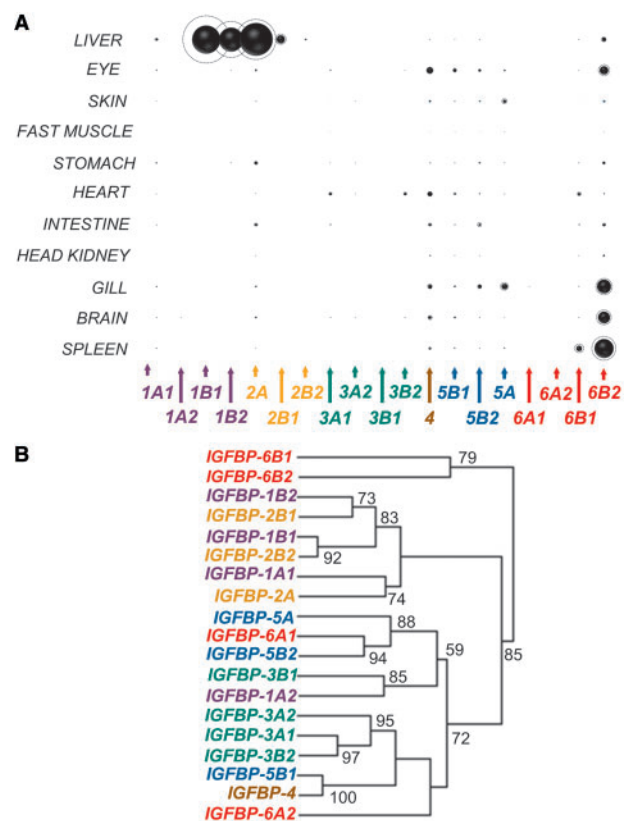 A
LIVER
EYE
SKIN
FAST MUSCLE
STOMACH
HEART
INTESTINE
HEAD KIDNEY
GILL
BRAIN
SPLEEN
1A1 1B1 2A 2B2 3A2 3B2 5B1 5A 6A2 6B2
1A2 1B2 2B1 3A1 3B1 4 5B2 6A1 6B1
B
IGFBP-6B1 79
IGFBP-6B2
IGFBP-1B2 73
IGFBP-2B1 83
IGFBP-1B1
IGFBP-2B2 92
IGFBP-1A1
IGFBP-2A 74
IGFBP-5A 88
IGFBP-6A1 59
IGFBP-5B2 94 85
IGFBP-3B1 85
IGFBP-1A2
IGFBP-3A2 95
IGFBP-3A1 72
IGFBP-3B2 97
IGFBP-5B1
IGFBP-4 100
IGFBP-6A2